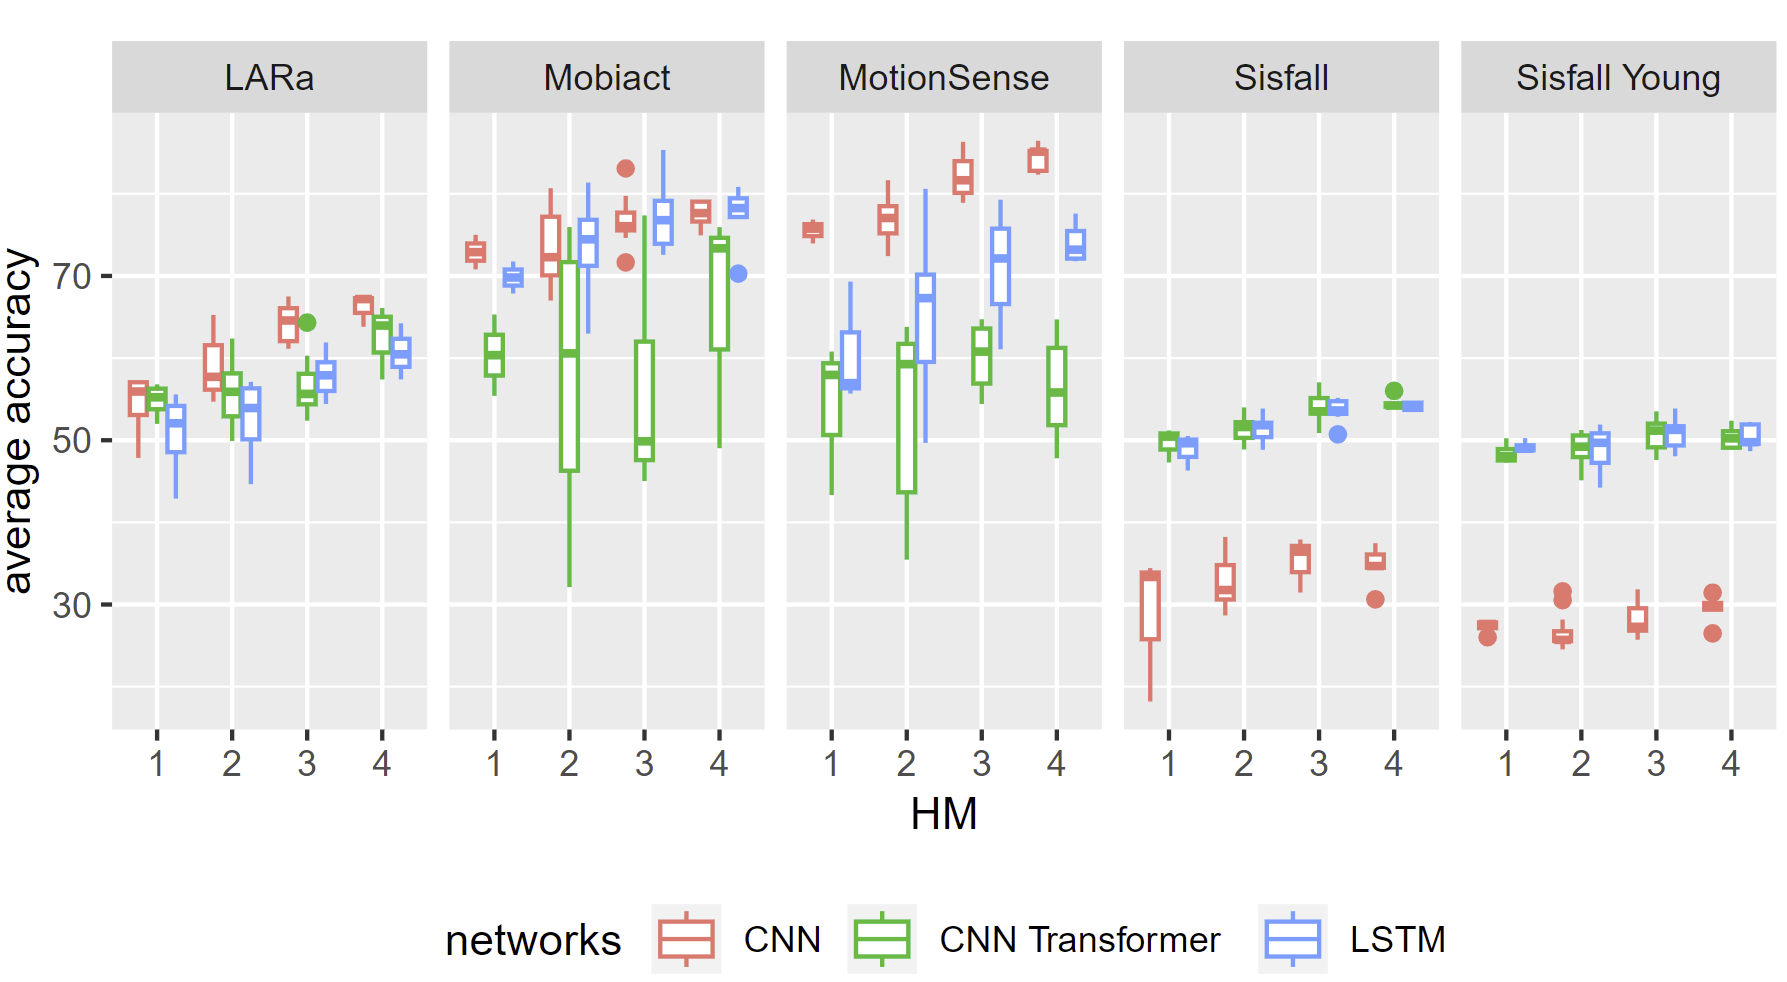 LARa Mobiact MotionSense Sisfall Sisfall Young
average accuracy
70
50
30
1 2 3 4 1 2 3 4 1 2 3 4 1 2 3 4 1 2 3 4
HM
networks CNN CNN Transformer LSTM